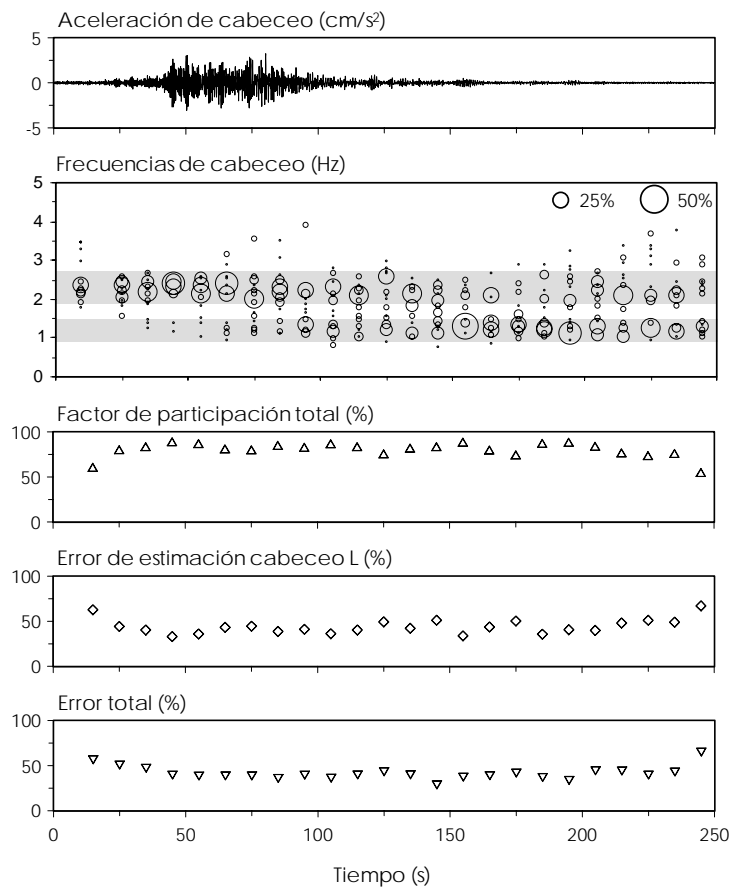 Aceleración de cabeceo (cm/s²)
5
0
-5
Frecuencias de cabeceo (Hz)
25% 50%
5
4
3
2
1
0
Factor de participación total (%)
100
50
0
Error de estimación cabeceo L (%)
100
50
0
Error total (%)
100
50
0
0 50 100 150 200 250
Tiempo (s)